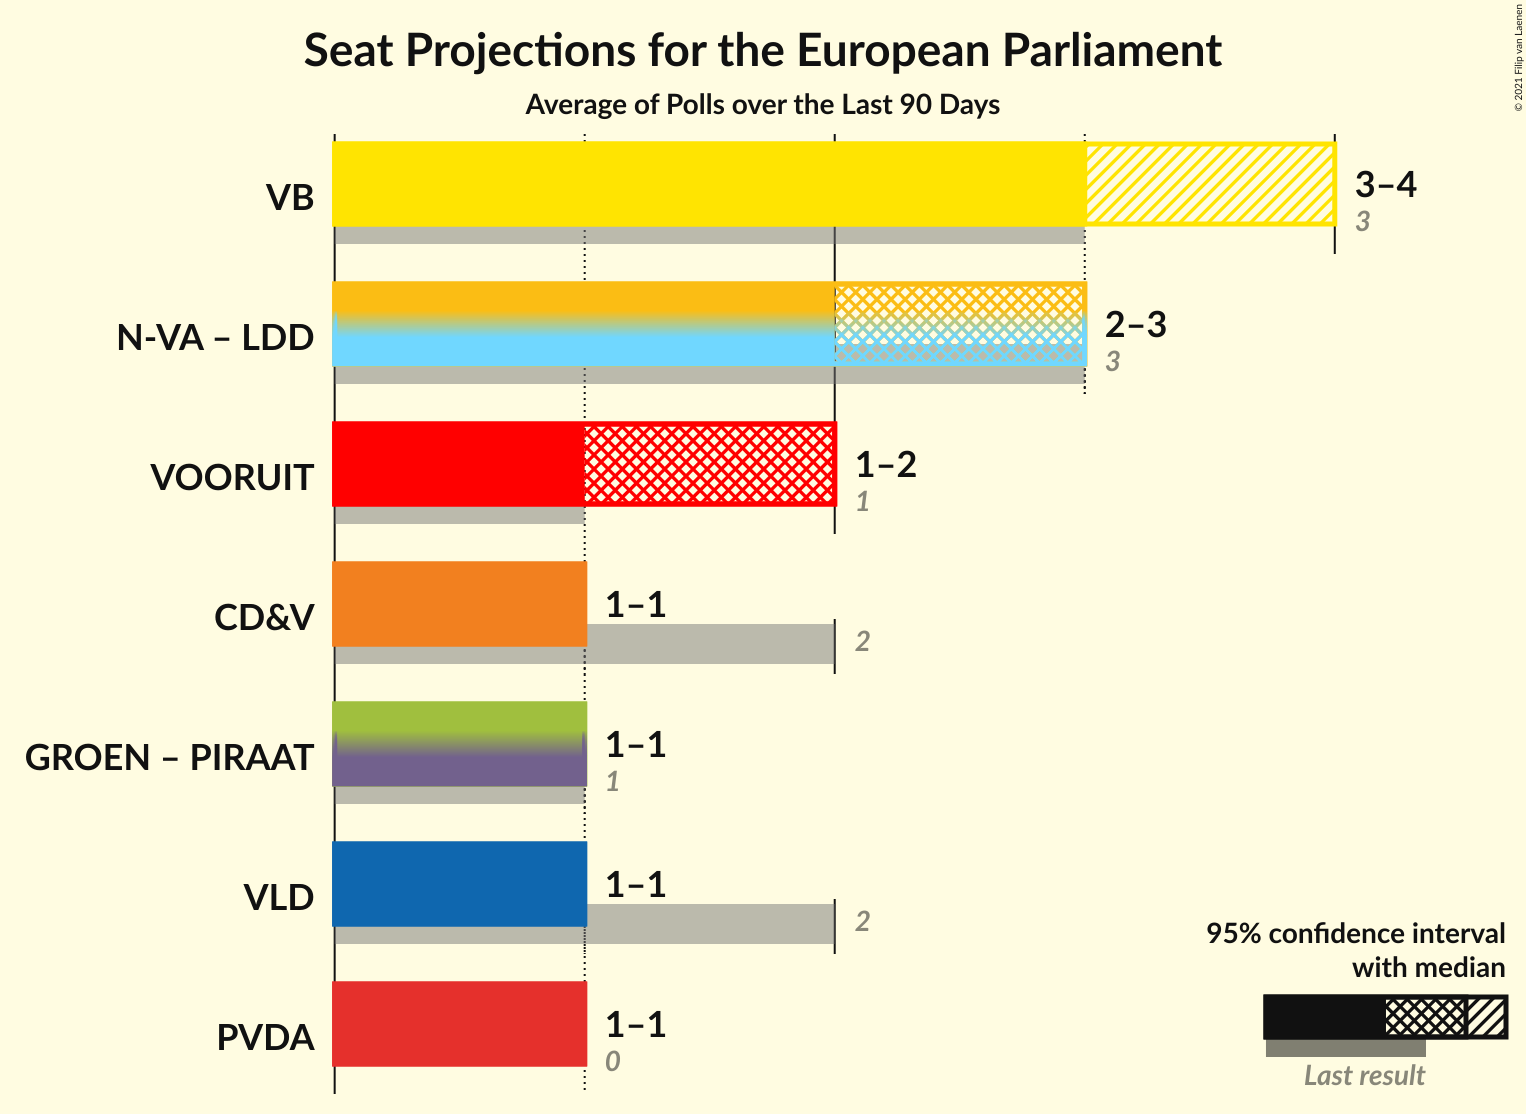 Seat Projections for the European Parliament
Average of Polls over the Last 90 Days
© 2021 Filip van Laenen
VB
3–4
3
N-VA – LDD
2–3
3
VOORUIT
1–2
1
CD&V
1–1
2
GROEN – PIRAAT
1–1
1
VLD
1–1
2
PVDA
1–1
0
95% confidence interval
with median
Last result